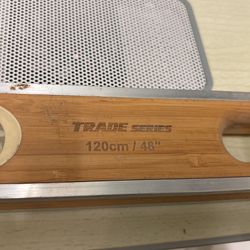 TRADE SERIES
120cm / 48"